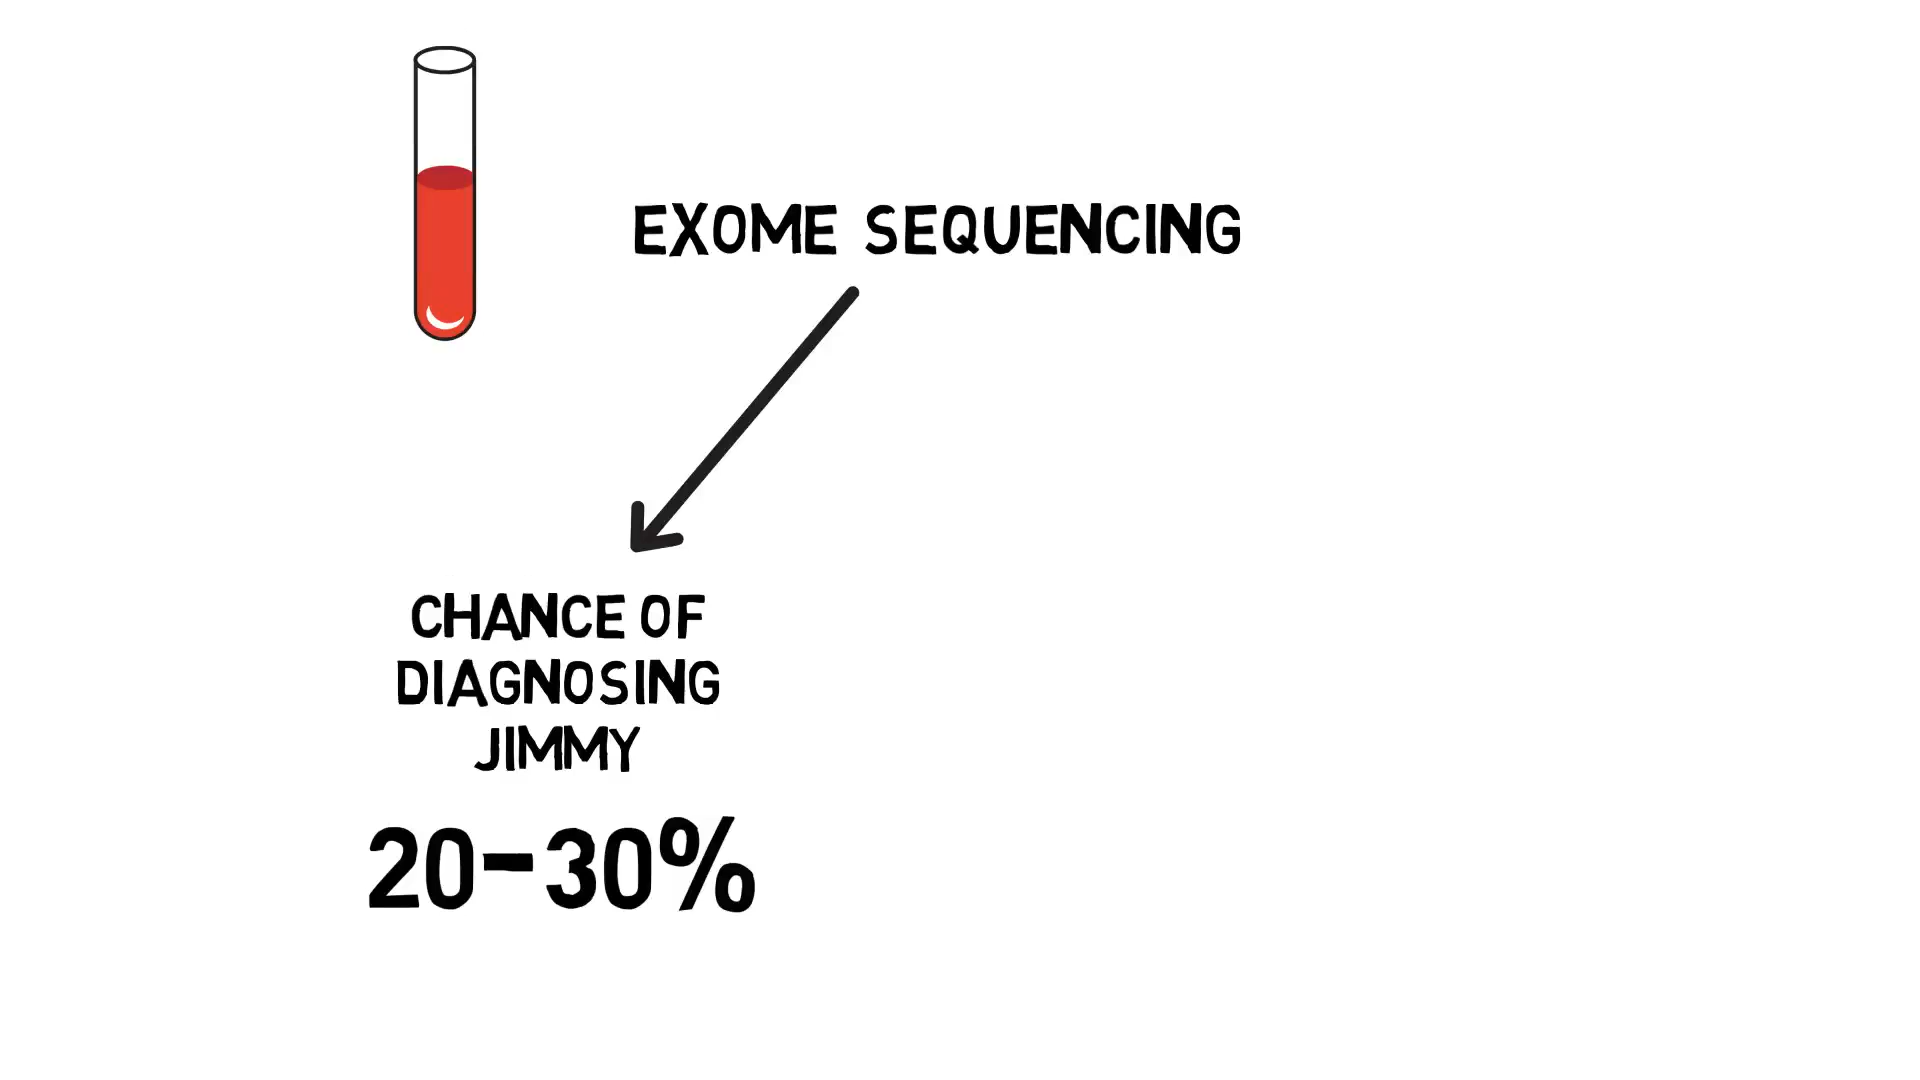 EXOME SEQUENCING
CHANCE OF
DIAGNOSING
JIMMY
20-30%